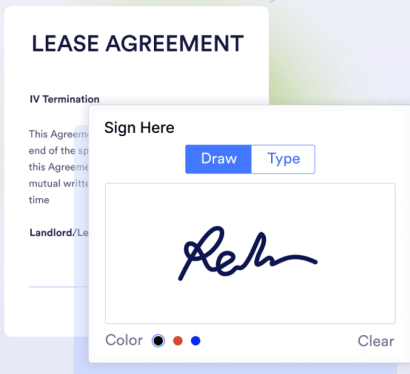 LEASE AGREEMENT
IV Termination
This Agreem
end of the sp
this Agreeme
mutual writte
time
Landlord/Le
Sign Here
Draw Type
Color Clear